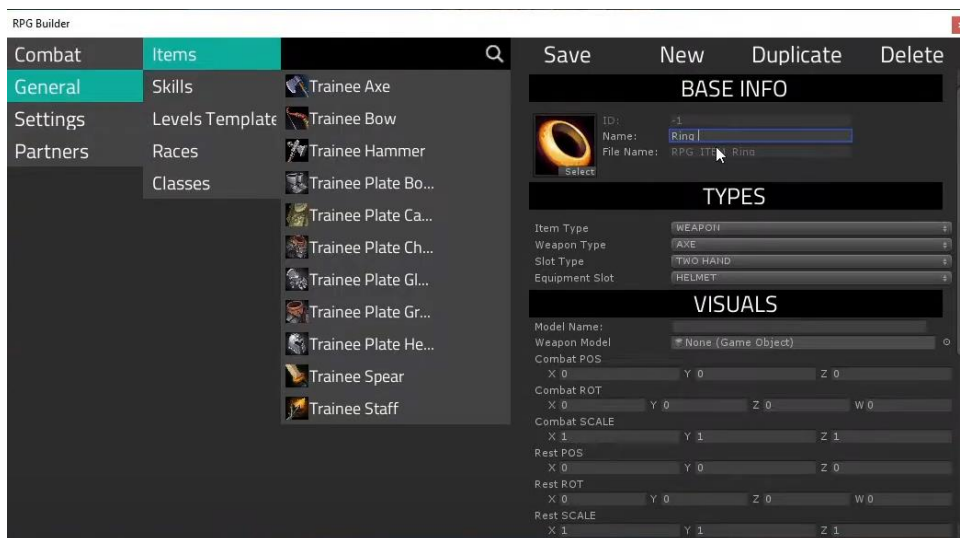 RPG Builder
Combat
General
Settings
Partners
Items
Skills
Levels Template
Races
Classes
Trainee Axe
Trainee Bow
Trainee Hammer
Trainee Plate Bo...
Trainee Plate Ca...
Trainee Plate Ch...
Trainee Plate Gl...
Trainee Plate Gr...
Trainee Plate He...
Trainee Spear
Trainee Staff
Save New Duplicate Delete
BASE INFO
ID: -1
Name: Ring
File Name: RPG_ITEM_Ring
Select
TYPES
Item Type WEAPON
Weapon Type AXE
Slot Type TWO HAND
Equipment Slot HELMET
VISUALS
Model Name:
Weapon Model None (Game Object)
Combat POS
X 0 Y 0 Z 0
Combat ROT
X 0 Y 0 Z 0 W 0
Combat SCALE
X 1 Y 1 Z 1
Rest POS
X 0 Y 0 Z 0
Rest ROT
X 0 Y 0 Z 0 W 0
Rest SCALE
X 1 Y 1 Z 1